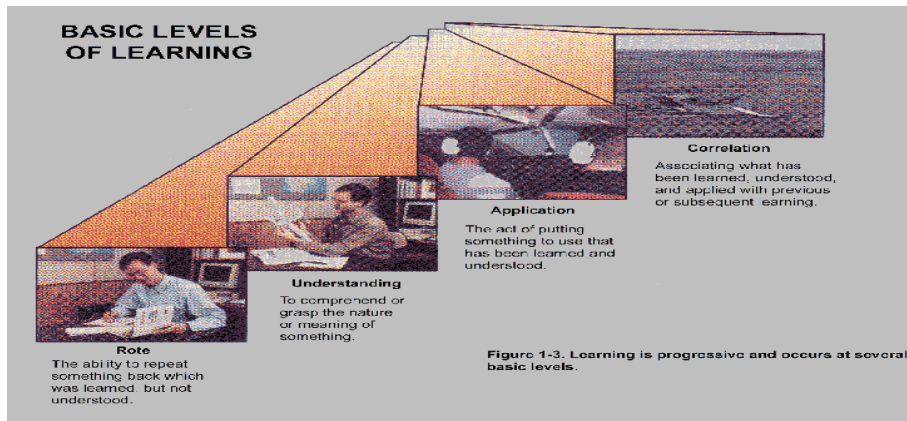 BASIC LEVELS
OF LEARNING
Correlation
Associating what has
been learned, understood,
and applied with previous
or subsequent learning.
Application
The act of putting
something to use that
has been learned and
understood.
Understanding
To comprehend or
grasp the nature
or meaning of
something.
Rote
The ability to repeat
something back which
was learned, but not
understood.
Figure 1-3. Learning is progressive and occurs at several
basic levels.